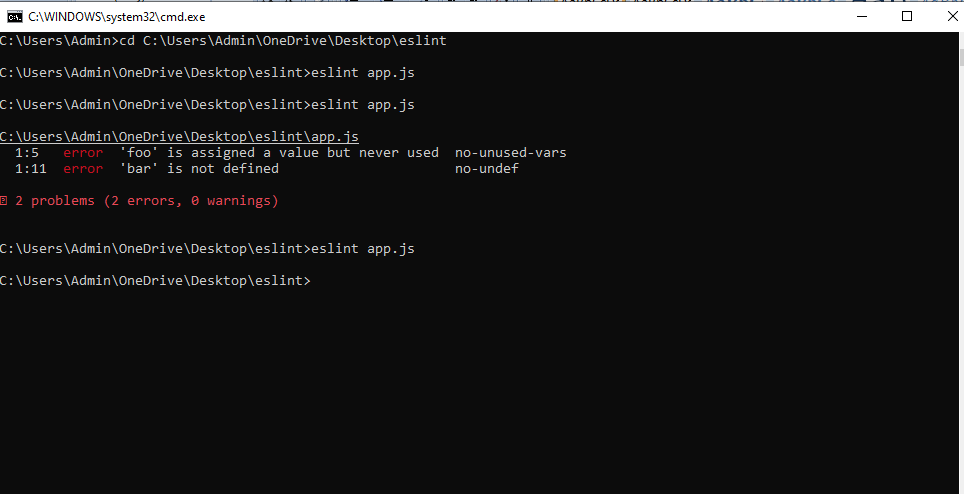 C:\WINDOWS\system32\cmd.exe
C:\Users\Admin>cd C:\Users\Admin\OneDrive\Desktop\eslint
C:\Users\Admin\OneDrive\Desktop\eslint>eslint app.js
C:\Users\Admin\OneDrive\Desktop\eslint>eslint app.js
C:\Users\Admin\OneDrive\Desktop\eslint\app.js
1:5 error 'foo' is assigned a value but never used no-unused-vars
1:11 error 'bar' is not defined no-undef
2 problems (2 errors, 0 warnings)
C:\Users\Admin\OneDrive\Desktop\eslint>eslint app.js
C:\Users\Admin\OneDrive\Desktop\eslint>